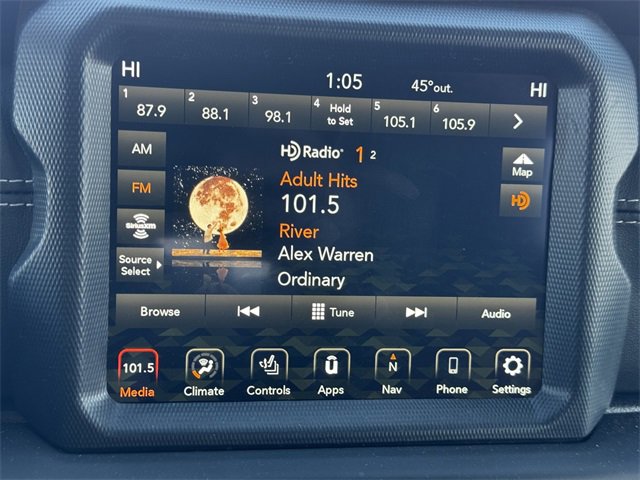 HI 1:05 45°out. HI
1 87.9 2 88.1 3 98.1 4 Hold to Set 5 105.1 6 105.9
AM
HD Radio 1 2
Map
FM
Adult Hits
101.5
HD
SiriusXM
River
Alex Warren
Source Select
Ordinary
Browse Tune Audio
101.5 N
Media Climate Controls Apps Nav Phone Settings